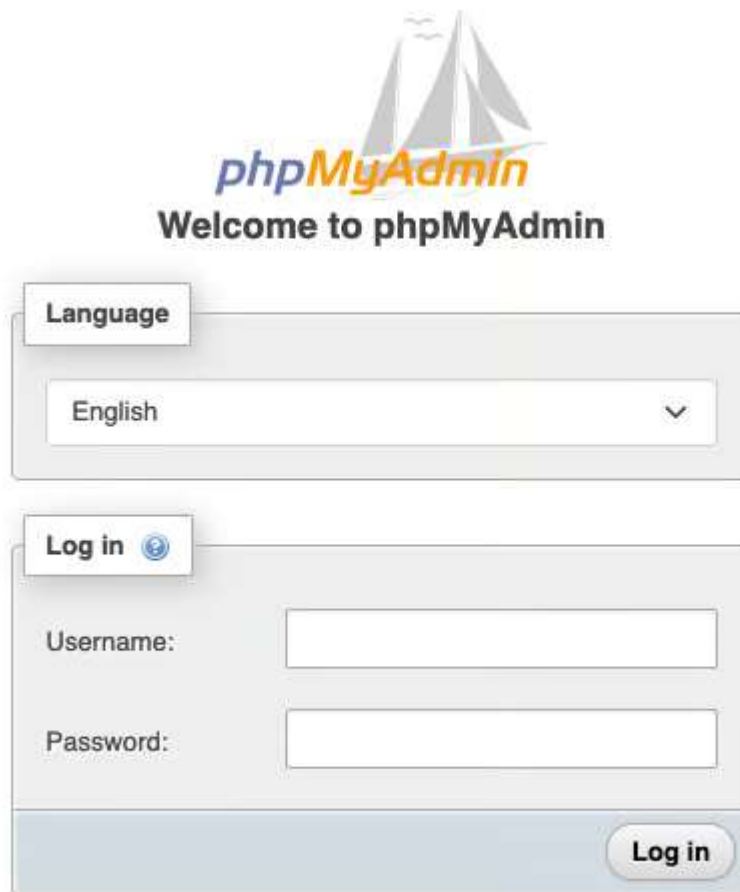 phpMyAdmin
Welcome to phpMyAdmin
Language
English
Log in
Username:
Password:
Log in